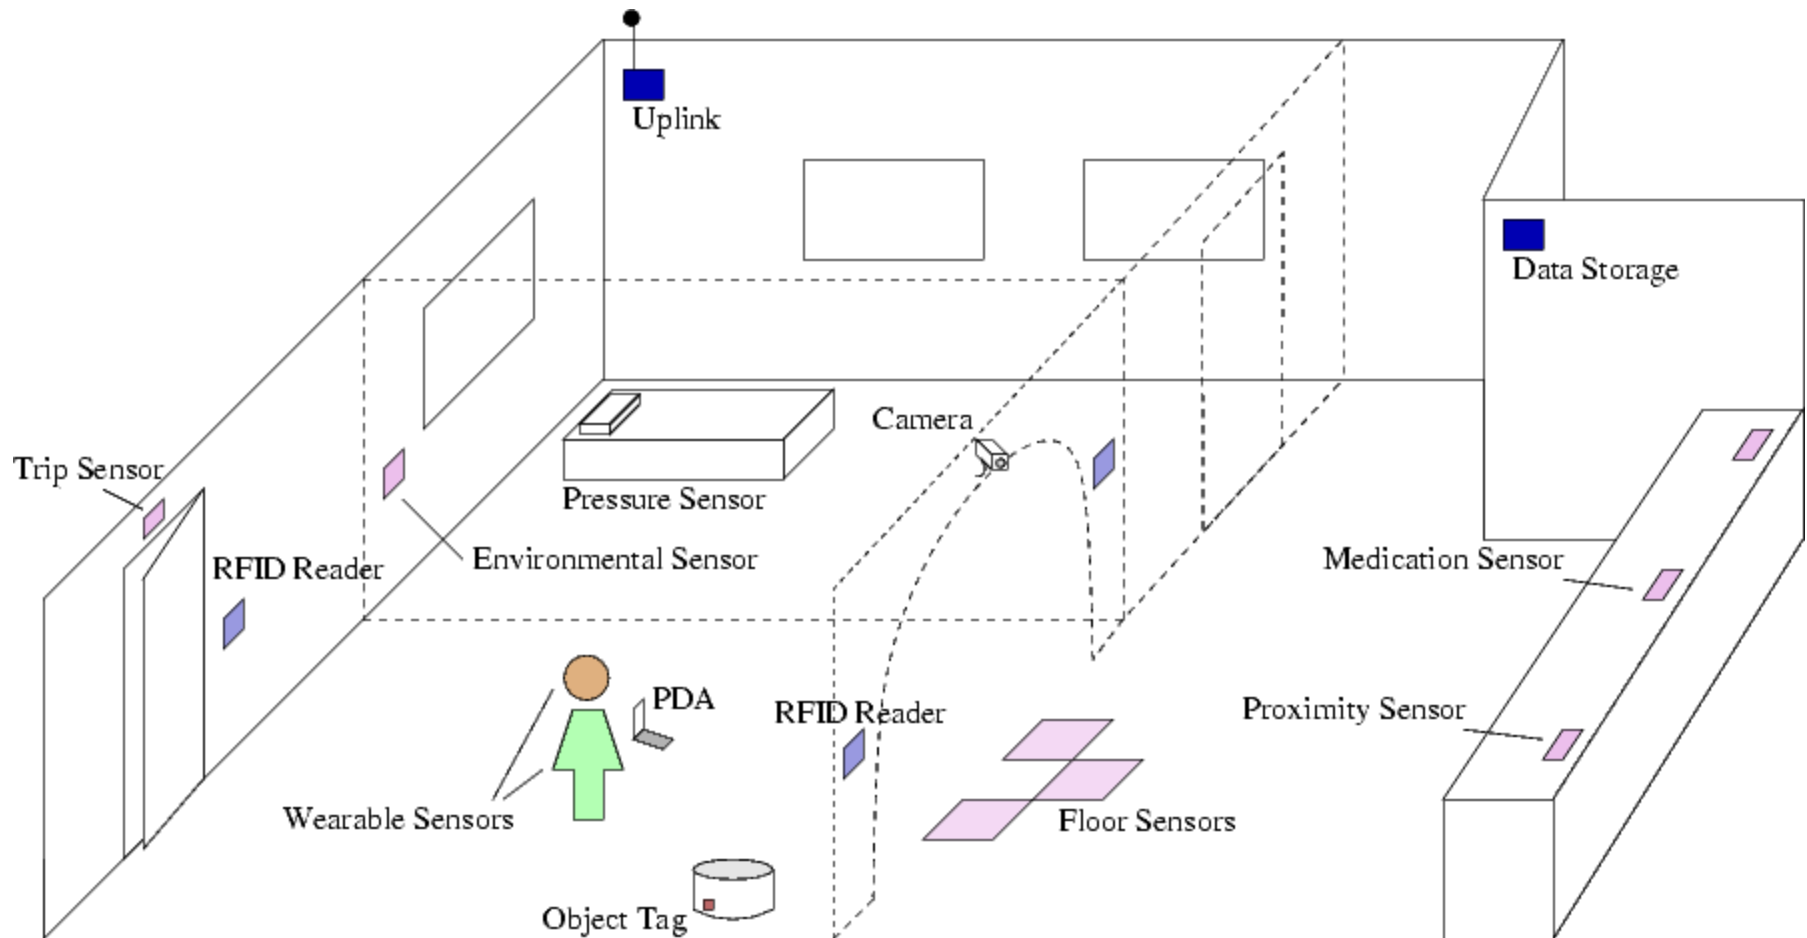 Uplink
Data Storage
Camera
Trip Sensor
Pressure Sensor
RFID Reader
Environmental Sensor
Medication Sensor
PDA
RFID Reader
Proximity Sensor
Wearable Sensors
Floor Sensors
Object Tag